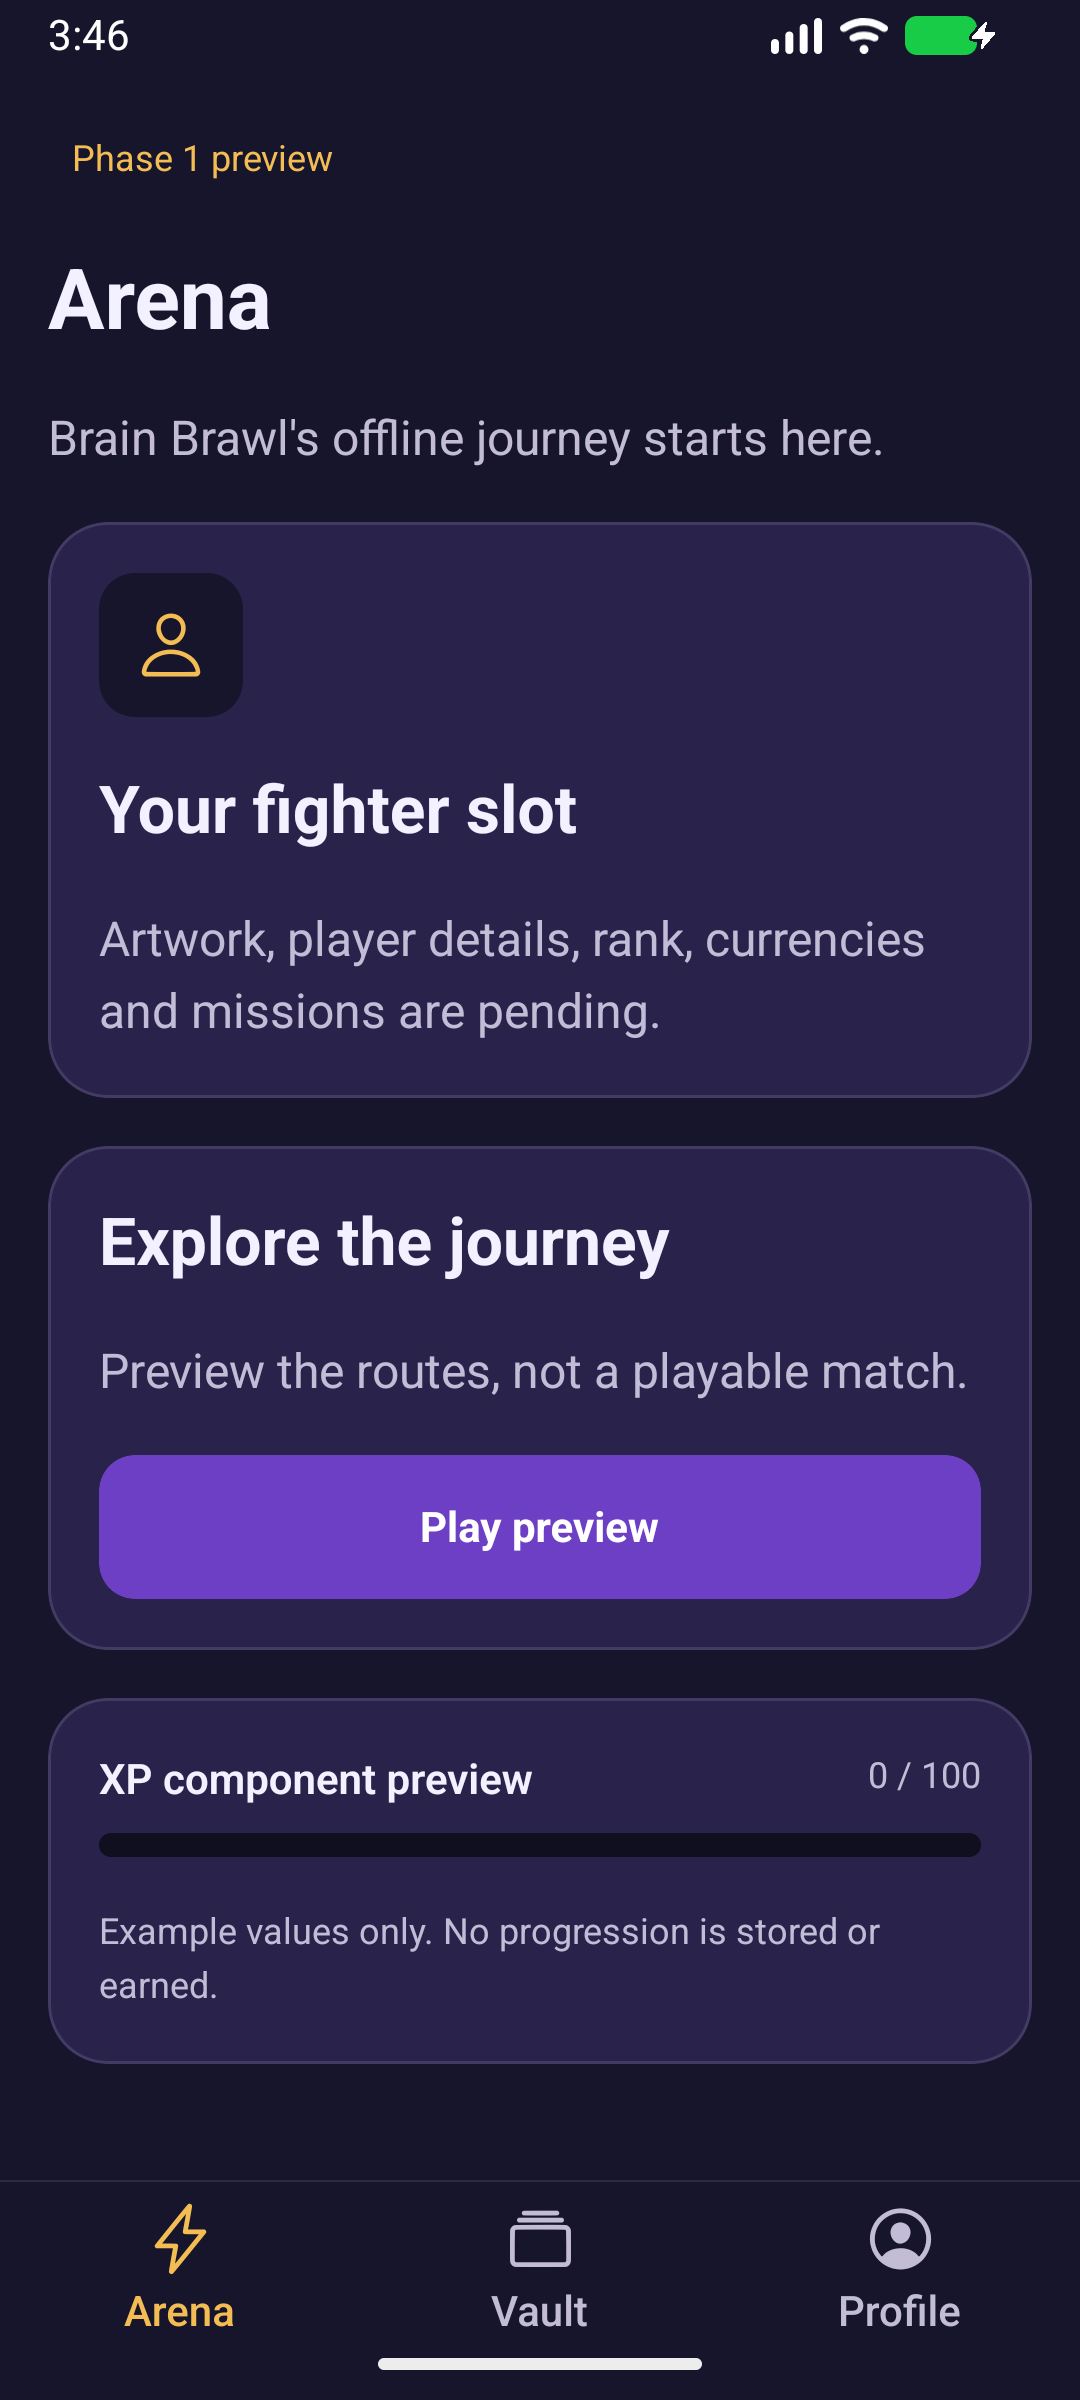 3:46
Phase 1 preview
Arena
Brain Brawl's offline journey starts here.
Your fighter slot
Artwork, player details, rank, currencies
and missions are pending.
Explore the journey
Preview the routes, not a playable match.
Play preview
XP component preview
0 / 100
Example values only. No progression is stored or
earned.
Arena
Vault
Profile